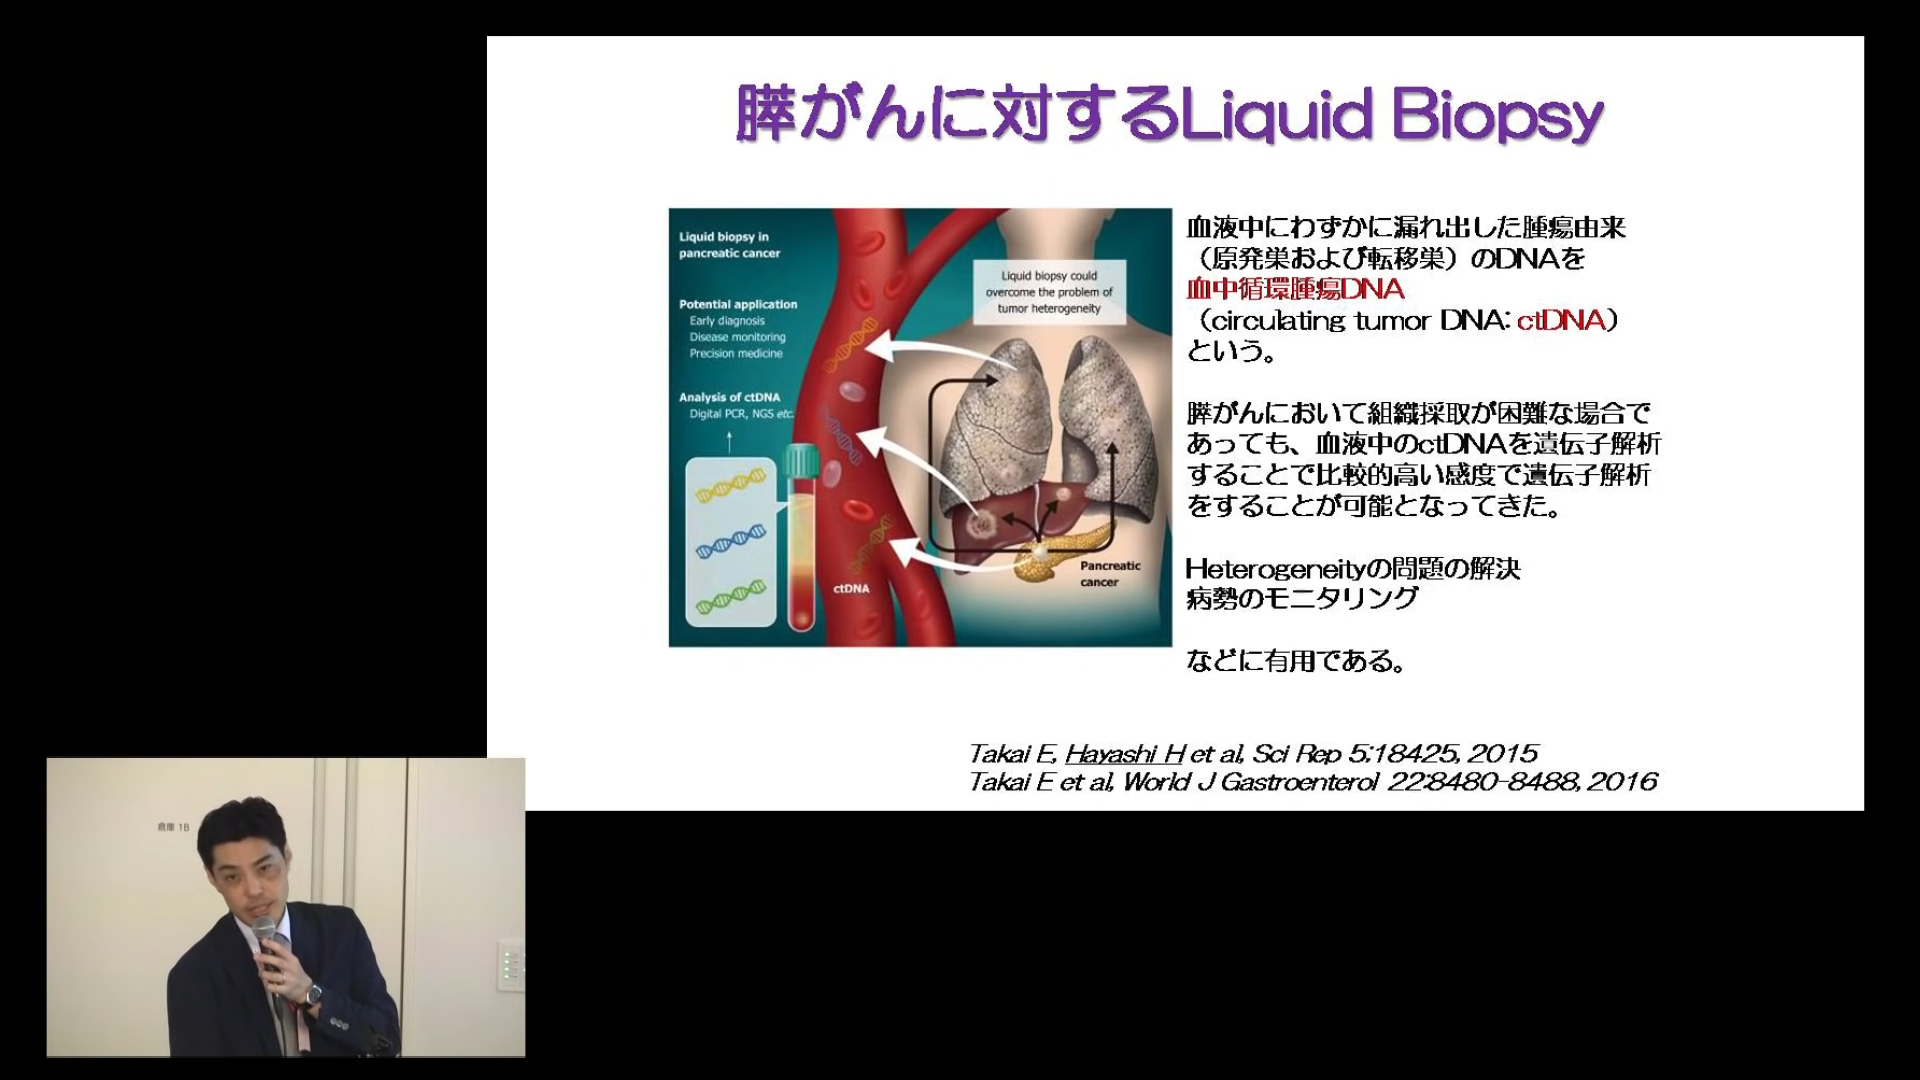 膵がんに対するLiquid Biopsy
Liquid biopsy in
pancreatic cancer
Potential application
Early diagnosis
Disease monitoring
Precision medicine
Analysis of ctDNA
Digital PCR, NGS etc.
ctDNA
Liquid biopsy could
overcome the problem of
tumor heterogeneity
Pancreatic
cancer
血液中にわずかに漏れ出した腫瘍由来
（原発巣および転移巣）のDNAを
血中循環腫瘍DNA
（circulating tumor DNA: ctDNA）
という。
膵がんにおいて組織採取が困難な場合で
あっても、血液中のctDNAを遺伝子解析
することで比較的高い感度で遺伝子解析
をすることが可能となってきた。
Heterogeneityの問題の解決
病勢のモニタリング
などに有用である。
Takai E, Hayashi H et al, Sci Rep 5:18425, 2015
Takai E et al, World J Gastroenterol 22:8480-8488, 2016
倉庫 1B